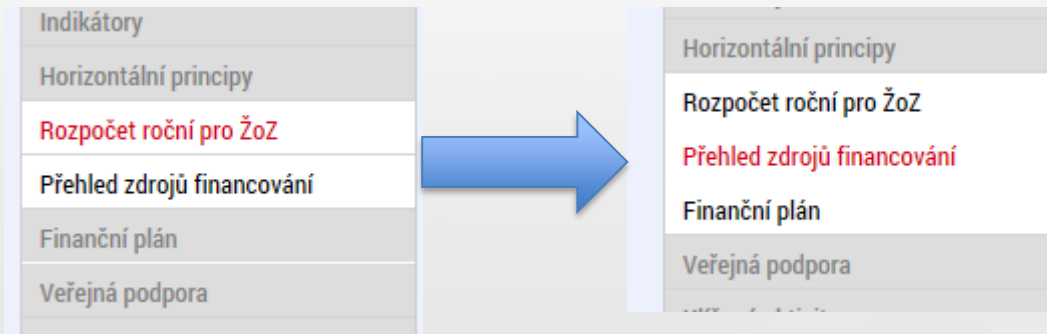 Indikátory
Horizontální principy
Rozpočet roční pro ŽoZ
Přehled zdrojů financování
Finanční plán
Veřejná podpora
Horizontální principy
Rozpočet roční pro ŽoZ
Přehled zdrojů financování
Finanční plán
Veřejná podpora